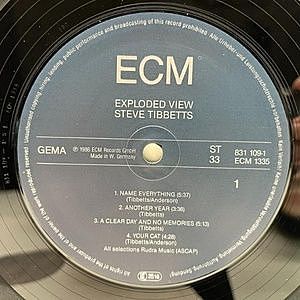 ECM
EXPLODED VIEW
STEVE TIBBETTS
GEMA
℗ 1986 ECM Records GmbH
Made in W. Germany
ST
33
831 109-1
ECM 1335
1
1. NAME EVERYTHING (5:37)
(Tibbetts/Anderson)
2. ANOTHER YEAR (3:36)
(Tibbetts)
3. A CLEAR DAY AND NO MEMORIES (5:13)
(Tibbetts)
4. YOUR CAT (4:28)
(Tibbetts/Anderson)
All selections Rudra Music (ASCAP)